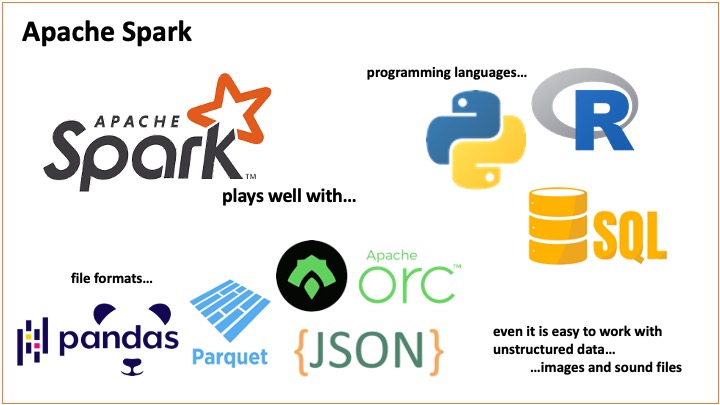 Apache Spark
programming languages...
APACHE
Spark™
R
plays well with...
SQL
file formats...
Apache
orc™
pandas
Parquet
{JSON}
even it is easy to work with
unstructured data...
...images and sound files